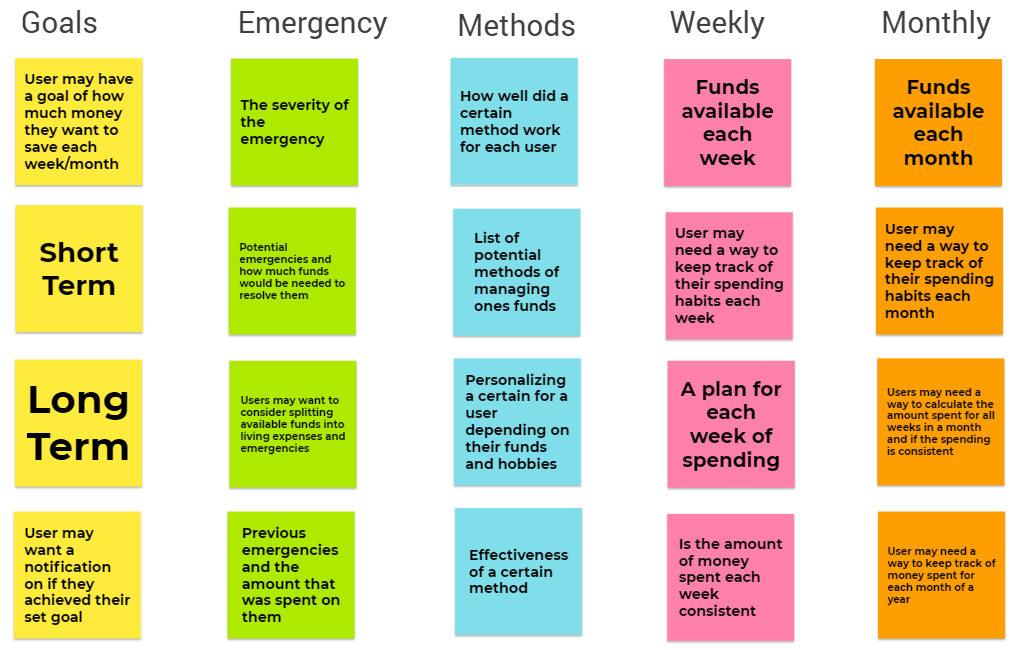 Goals
Emergency
Methods
Weekly
Monthly
User may have
a goal of how
much money
they want to
save each
week/month
The severity of
the
emergency
How well did a
certain
method work
for each user
Funds
available
each
week
Funds
available
each
month
Short
Term
Potential
emergencies and
how much funds
would be needed to
resolve them
List of
potential
methods of
managing
ones funds
User may
need a way to
keep track of
their spending
habits each
week
User may
need a way to
keep track of
their spending
habits each
month
Long
Term
Users may want to
consider splitting
available funds into
living expenses and
emergencies
Personalizing
a certain for a
user
depending on
their funds
and hobbies
A plan for
each
week of
spending
Users may need a
way to calculate the
amount spent for all
weeks in a month
and if the spending
is consistent
User may
want a
notification
on if they
achieved their
set goal
Previous
emergencies
and the
amount that
was spent on
them
Effectiveness
of a certain
method
Is the amount
of money
spent each
week
consistent
User may need a
way to keep track of
money spent for
each month of a
year